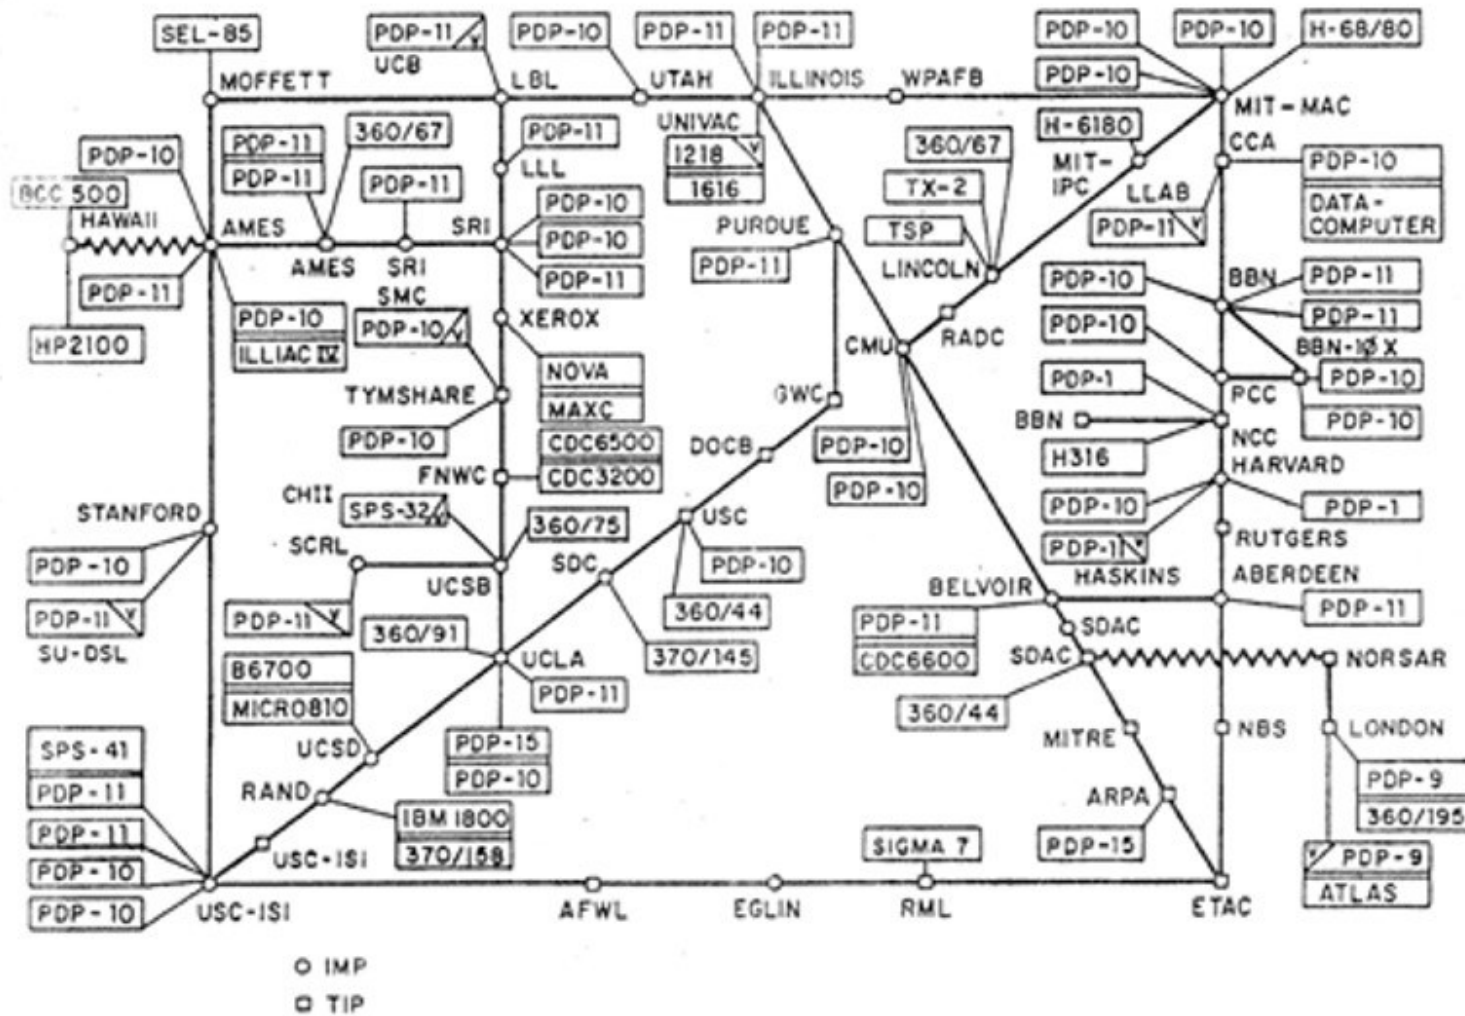 SEL-85
PDP-11
UCB
PDP-10
PDP-11
PDP-11
PDP-10
PDP-10
H-68/80
PDP-10
MOFFETT
LBL
UTAH
ILLINOIS
WPAFB
MIT-MAC
PDP-10
PDP-11
PDP-11
360/67
PDP-11
PDP-11
LLL
UNIVAC
1218
1616
360/67
H-6180
MIT-
IPC
CCA
PDP-10
DATA-
COMPUTER
LLAB
PDP-11
BCC 500
HAWAII
AMES
AMES
SRI
SRI
PDP-10
PDP-10
PDP-11
PURDUE
PDP-11
TX-2
TSP
LINCOLN
PDP-11
HP2100
PDP-10
ILLIAC IV
SMC
PDP-10
XEROX
NOVA
MAXC
CMU
RADC
PDP-10
BBN
PDP-11
PDP-11
PDP-10
BBN-1ØX
PDP-10
PDP-10
PCC
PDP-1
TYMSHARE
PDP-10
GWC
BBN
NCC
H316
CDC6500
CDC3200
FNWC
DOCB
PDP-10
PDP-10
HARVARD
PDP-10
PDP-1
PDP-11
HASKINS
RUTGERS
CHII
SPS-32
360/75
STANFORD
PDP-10
PDP-11
SU-DSL
SCRL
PDP-11
UCSB
SDC
USC
PDP-10
360/44
370/145
BELVOIR
PDP-11
CDC6600
ABERDEEN
PDP-11
SDAC
SDAC
360/44
NORSAR
360/91
UCLA
PDP-11
PDP-15
PDP-10
B6700
MICRO810
UCSD
MITRE
NBS
LONDON
PDP-9
360/195
PDP-9
ATLAS
SPS-41
PDP-11
PDP-11
PDP-10
PDP-10
RAND
IBM 1800
370/158
USC-ISI
USC-ISI
ARPA
PDP-15
SIGMA 7
AFWL
EGLIN
RML
ETAC
IMP
TIP